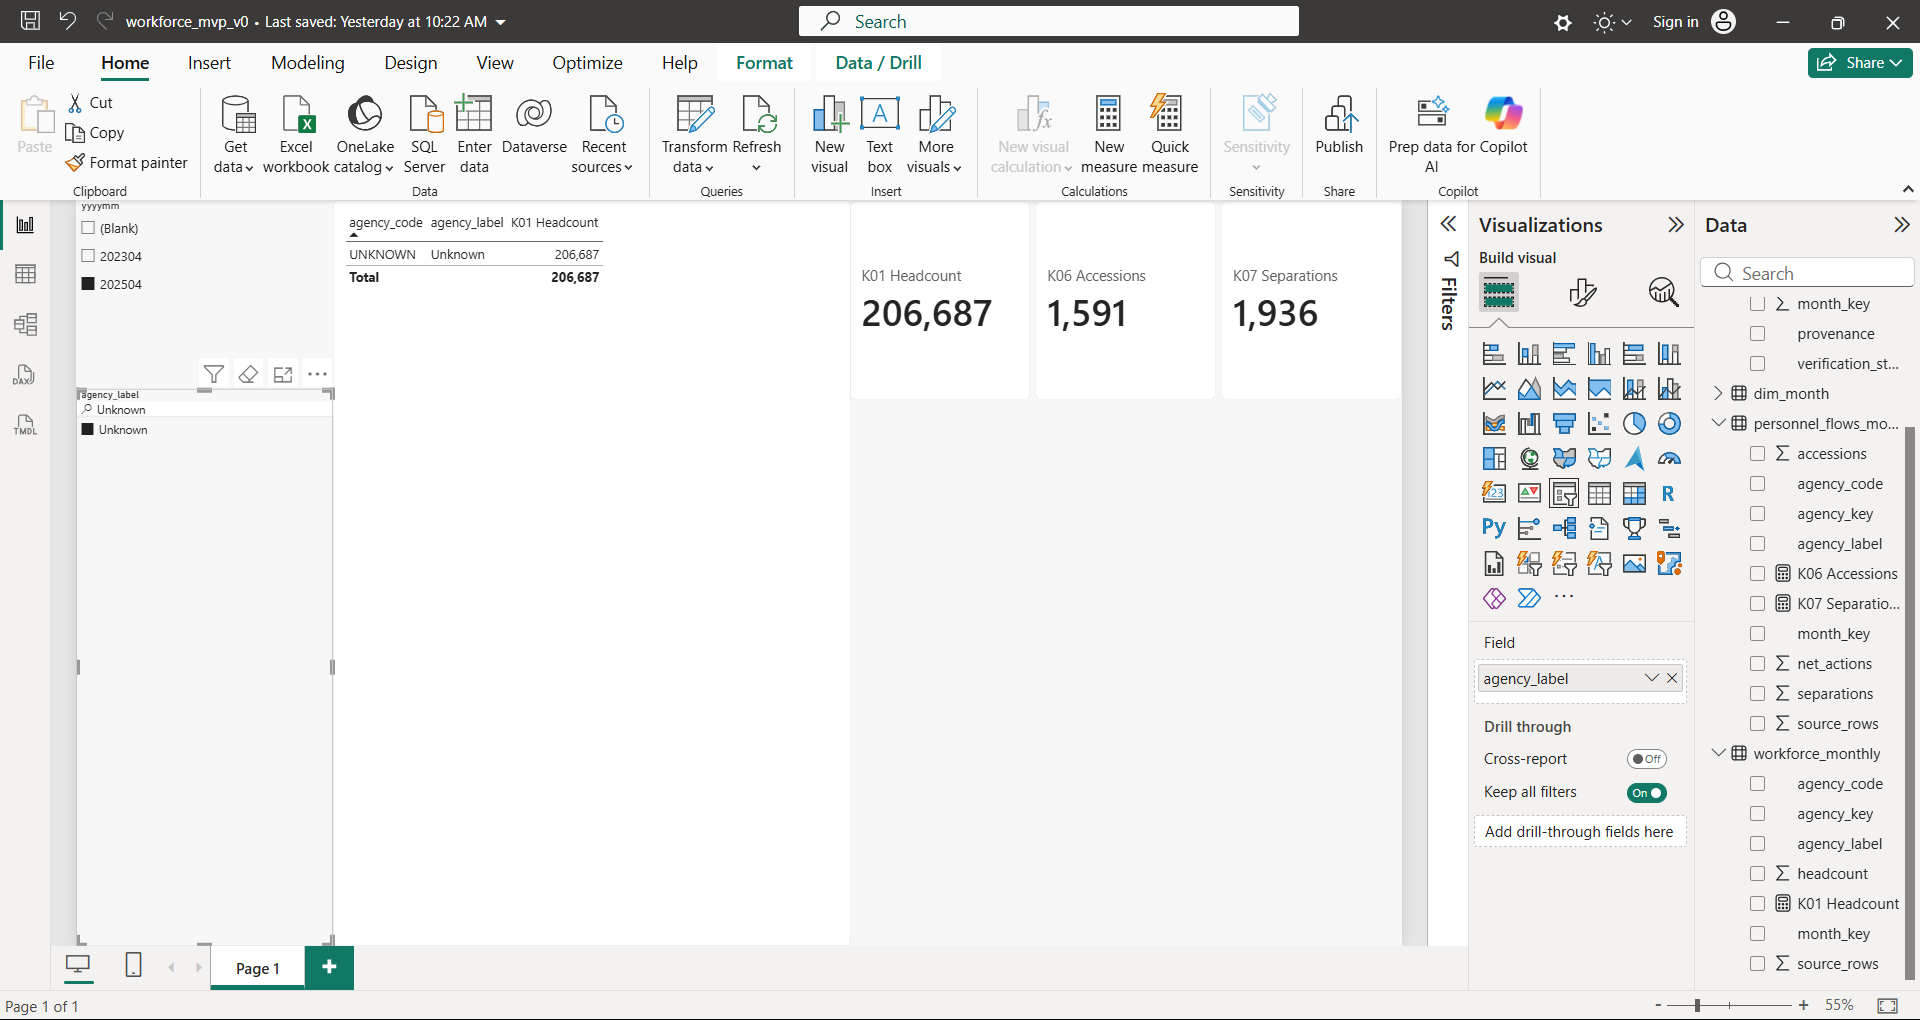 workforce_mvp_v0 • Last saved: Yesterday at 10:22 AM
Search
Sign in
File
Home
Insert
Modeling
Design
View
Optimize
Help
Format
Data / Drill
Share
Paste
Cut
Copy
Format painter
Clipboard
Get data
Excel workbook
OneLake catalog
SQL Server
Enter data
Dataverse
Recent sources
Data
Transform data
Refresh
Queries
New visual
Text box
More visuals
Insert
New visual calculation
New measure
Quick measure
Calculations
Sensitivity
Sensitivity
Publish
Share
Prep data for AI
Copilot
Copilot
yyyymm
(Blank)
202304
202504
agency_label
Unknown
Unknown
agency_code agency_label K01 Headcount
UNKNOWN Unknown 206,687
Total 206,687
K01 Headcount
206,687
K06 Accessions
1,591
K07 Separations
1,936
Filters
Visualizations
Build visual
123
R
Py
Field
agency_label
Drill through
Cross-report
Off
Keep all filters
On
Add drill-through fields here
Data
Search
month_key
provenance
verification_st...
dim_month
personnel_flows_mo...
accessions
agency_code
agency_key
agency_label
K06 Accessions
K07 Separatio...
month_key
net_actions
separations
source_rows
workforce_monthly
agency_code
agency_key
agency_label
headcount
K01 Headcount
month_key
source_rows
DAX
TMDL
Page 1
Page 1 of 1
55%